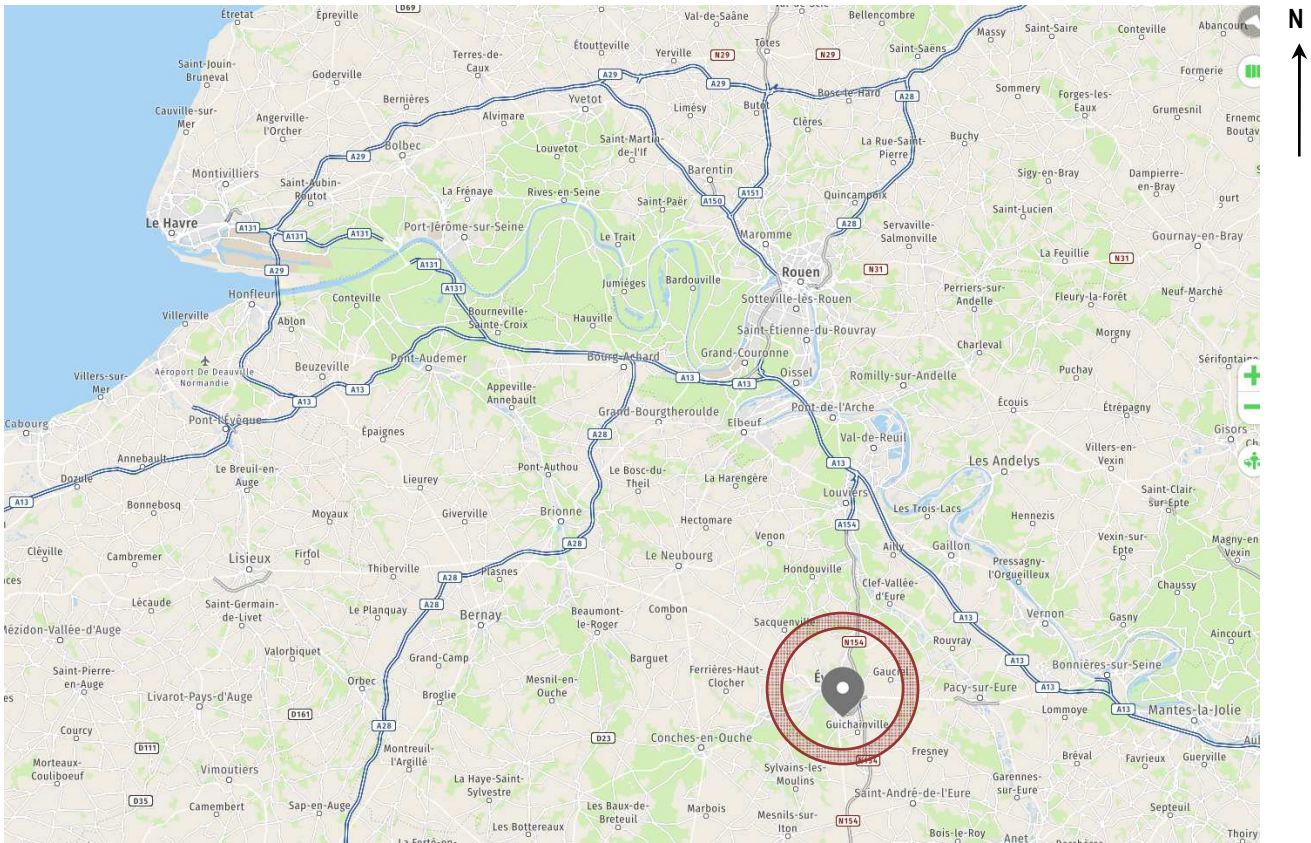 Étretat
Épreville
D69
Val-de-Saâne
Bellencombre
Massy
Saint-Saire
Conteville
N
Étoutteville
Yerville
N29
Tôtes
N29
Saint-Saëns
Saint-Jouin-
Bruneval
Goderville
Terres-de-
Caux
A29
A29
Bosc-le-Hard
A28
Formerie
Cauville-sur-
Mer
Angerville-
l'Orcher
Bernières
Alvimare
Yvetot
Limésy
Butot
Clères
Sommery
Forges-les-
Eaux
Grumesnil
A29
Bolbec
Louvetot
Saint-Martin-
de-l'If
La Rue-Saint-
Pierre
Buchy
Montivilliers
Saint-Aubin-
Routot
La Frénaye
Rives-en-Seine
Saint-Paër
Barentin
A151
A150
Quincampoix
Sigy-en-Bray
Dampierre-
en-Bray
ourt
Le Havre
A131
A131
A131
Port-Jérôme-sur-Seine
Le Trait
Maromme
A28
Servaville-
Salmonville
Saint-Lucien
Gournay-en-Bray
A29
A131
A131
Jumièges
Bardouville
Rouen
N31
La Feuillie
N31
Honfleur
Conteville
Sotteville-lès-Rouen
Perriers-sur-
Andelle
Fleury-la-Forêt
Neuf-Marché
Villerville
Ablon
Bourneville-
Sainte-Croix
Hauville
Saint-Étienne-du-Rouvray
Charleval
Morgny
Aéroport De Deauville
Normandie
Beuzeville
Pont-Audemer
Bourg-Achard
Grand-Couronne
Villers-sur-
Mer
A13
A13
Appeville-
Annebault
A13
A13
Oissel
Romilly-sur-Andelle
Puchay
Cabourg
Pont-l'Évêque
Épaignes
Grand-Bourgtheroulde
Elbeuf
Pont-de-l'Arche
Écouis
Étrépagny
Gisors
A28
Val-de-Reuil
Annebault
Dozulé
Le Breuil-en-
Auge
Lieurey
Pont-Authou
Le Bosc-du-
Theil
La Harengère
A13
Les Andelys
Villers-en-
Vexin
A13
Bonnebosq
Moyaux
Giverville
Brionne
Hectomare
Louviers
Les Trois-Lacs
Hennezis
Saint-Clair-
sur-Epte
A154
Cléville
Cambremer
Lisieux
Firfol
Thiberville
A28
Plasnes
A28
Le Neubourg
Venon
Ailly
Gaillon
Pressagny-
l'Orgueilleux
Vexin-sur-
Epte
Magny-en-
Vexin
Hondouville
Clef-Vallée-
d'Eure
Chaussy
Lécaude
Saint-Germain-
de-Livet
Le Planquay
A28
Bernay
Beaumont-
le-Roger
Combon
Sacquenville
A13
Vernon
Gasny
Mézidon-Vallée-d'Auge
Valorbiquet
Grand-Camp
Barguet
N154
Rouvray
Aincourt
Saint-Pierre-
en-Auge
Livarot-Pays-d'Auge
Orbec
Broglie
Mesnil-en-
Ouche
Ferrières-Haut-
Clocher
Gauciel
Pacy-sur-Eure
A13
Bonnières-sur-Seine
A13
Lommoye
A13
Mantes-la-Jolie
Courcy
D161
A28
D23
Conches-en-Ouche
Guichainville
D111
Montreuil-
l'Argillé
N154
Fresney
Bréval
Favrieux
Guerville
Morteaux-
Coulibœuf
Vimoutiers
La Haye-Saint-
Sylvestre
Sylvains-les-
Moulins
Saint-André-de-l'Eure
Garennes-
sur-Eure
D35
Camembert
Sap-en-Auge
Les Baux-de-
Breteuil
Marbois
Mesnils-sur-
Iton
N154
Septeuil
Les Bottereaux
Bois-le-Roy
Anet
Thoiry